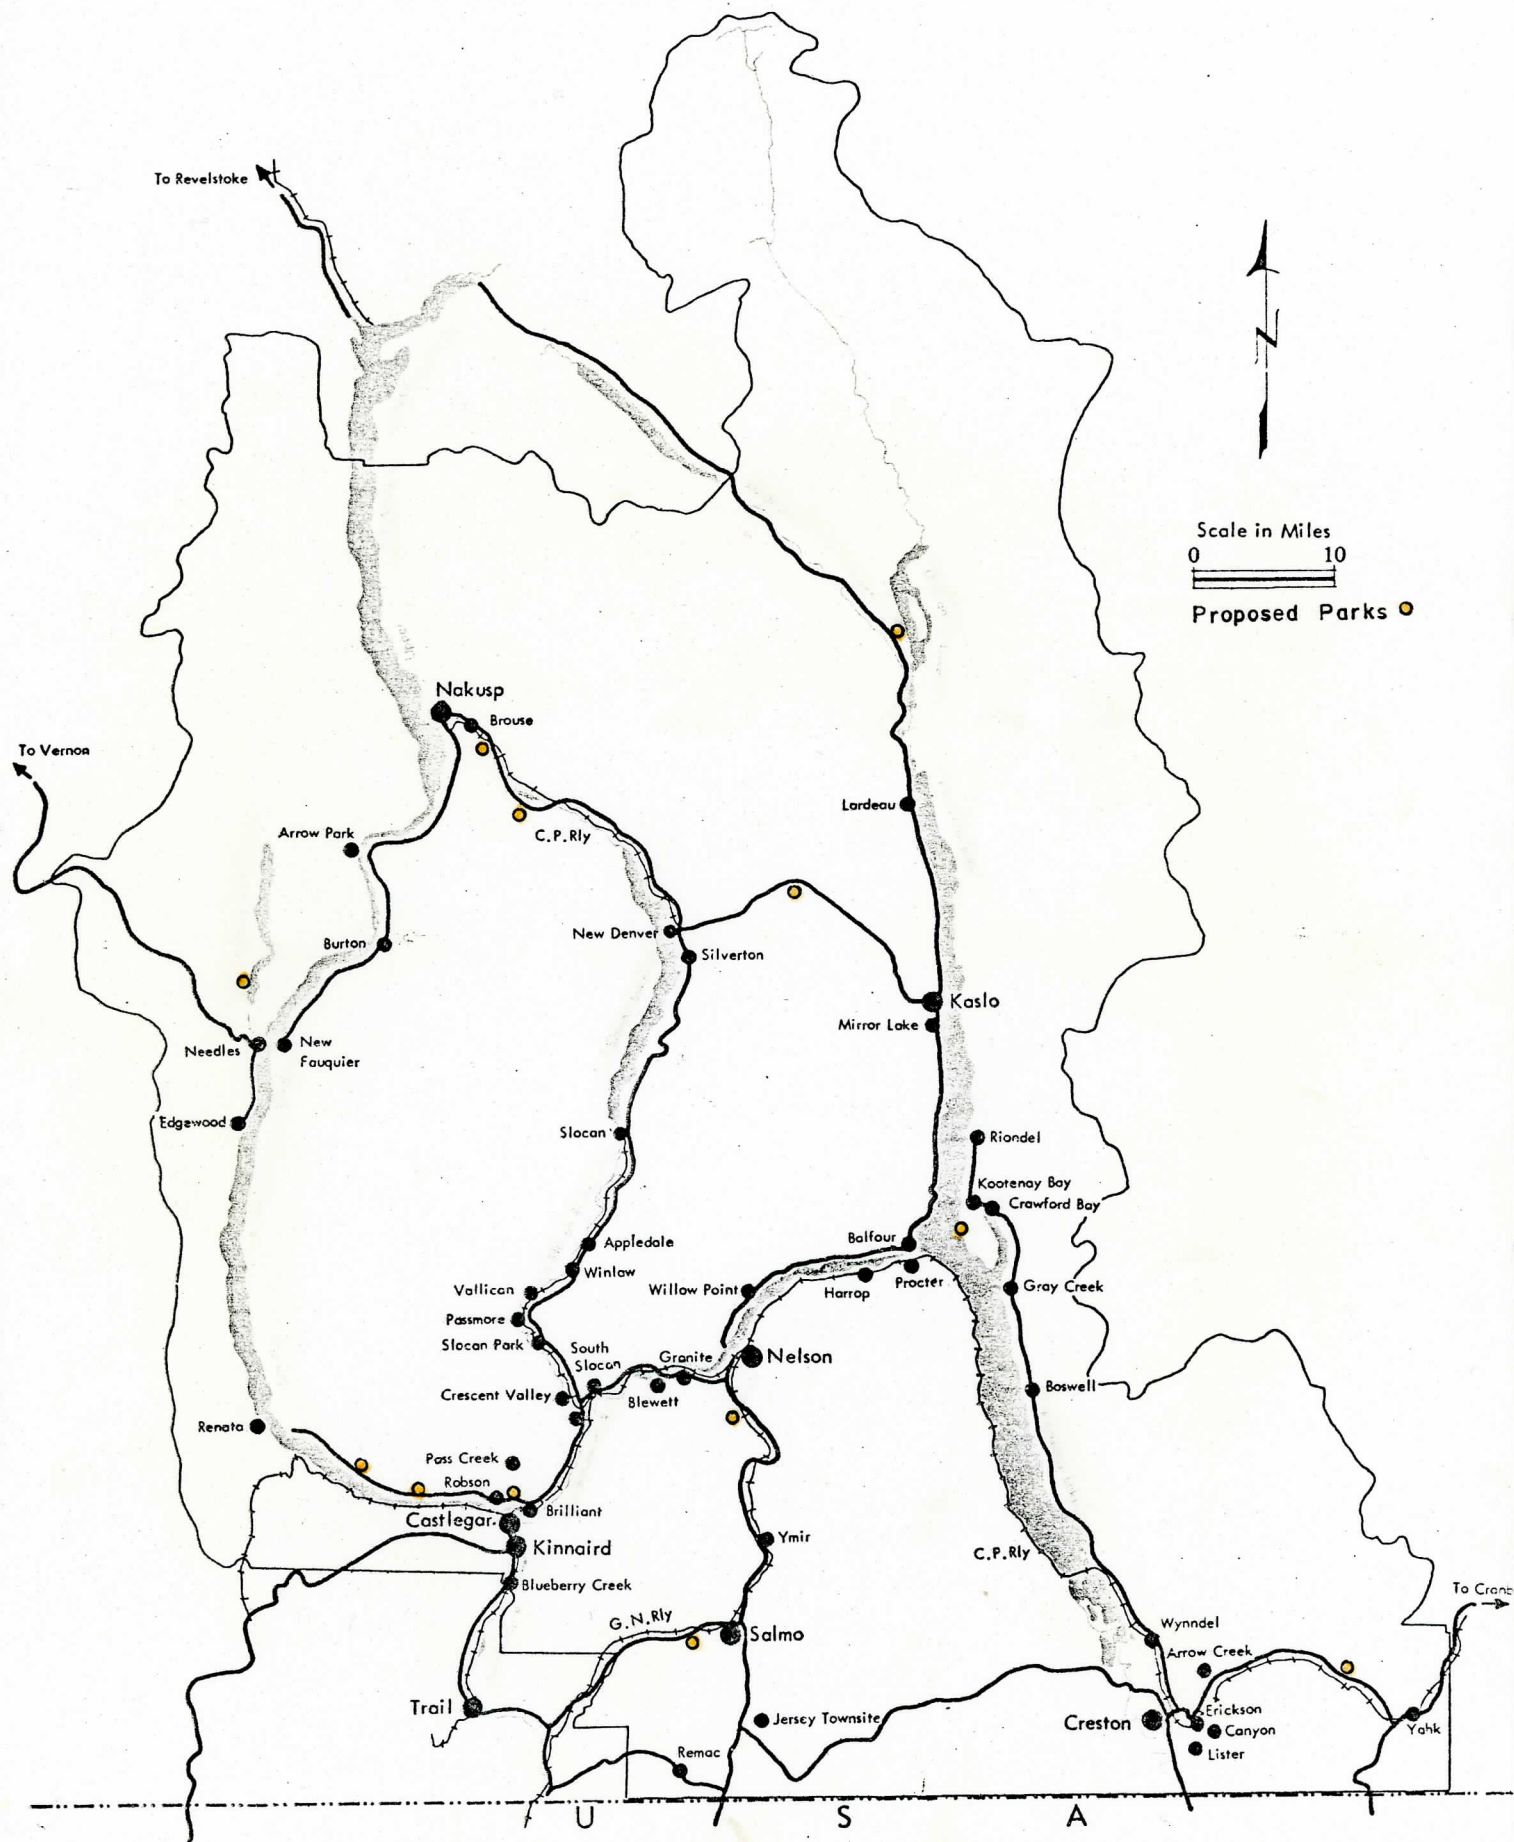 To Revelstoke
Scale in Miles
0 10
Proposed Parks
Nakusp
Brouse
To Vernon
Lardeau
Arrow Park
C.P.Rly
New Denver
Burton
Silverton
Kaslo
Mirror Lake
Needles
New
Fauquier
Edgewood
Slocan
Riondel
Kootenay Bay
Crawford Bay
Appledale
Balfour
Winlaw
Vallican
Willow Point
Harrop
Procter
Gray Creek
Passmore
Slocan Park
South
Slocan
Granite
Nelson
Crescent Valley
Blewett
Boswell
Renata
Pass Creek
Robson
Brilliant
Castlegar
Ymir
Kinnaird
C.P.Rly
Blueberry Creek
G.N.Rly
Salmo
Wynndel
Arrow Creek
Trail
Jersey Townsite
Creston
Erickson
Canyon
Yahk
Lister
Remac
U S A